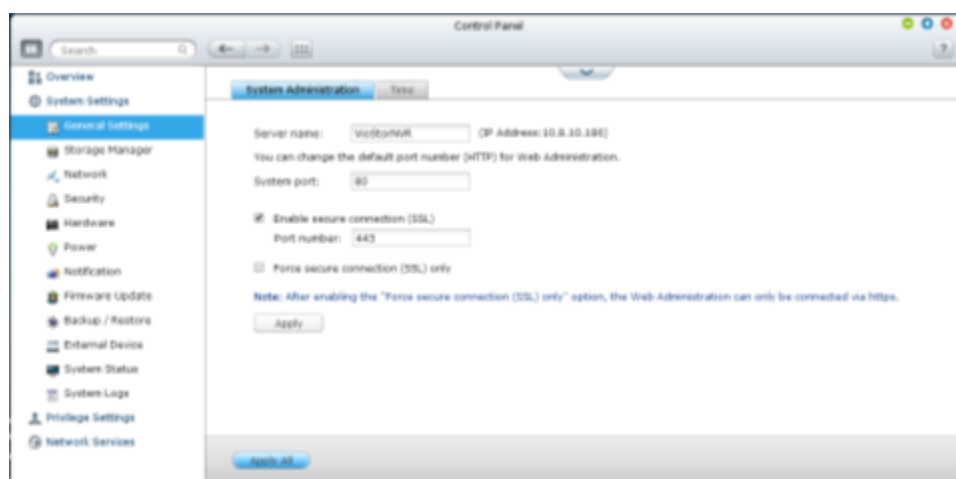 Control Panel
Search
?
Overview
System Settings
General Settings
Storage Manager
Network
Security
Hardware
Power
Notification
Firmware Update
Backup / Restore
External Device
System Status
System Logs
Privilege Settings
Network Services
System Administration
Time
Server name: VioStorNVR (IP Address:10.8.10.186)
You can change the default port number (HTTP) for Web Administration.
System port: 80
Enable secure connection (SSL)
Port number: 443
Force secure connection (SSL) only
Note: After enabling the "Force secure connection (SSL) only" option, the Web Administration can only be connected via https.
Apply
Apply All